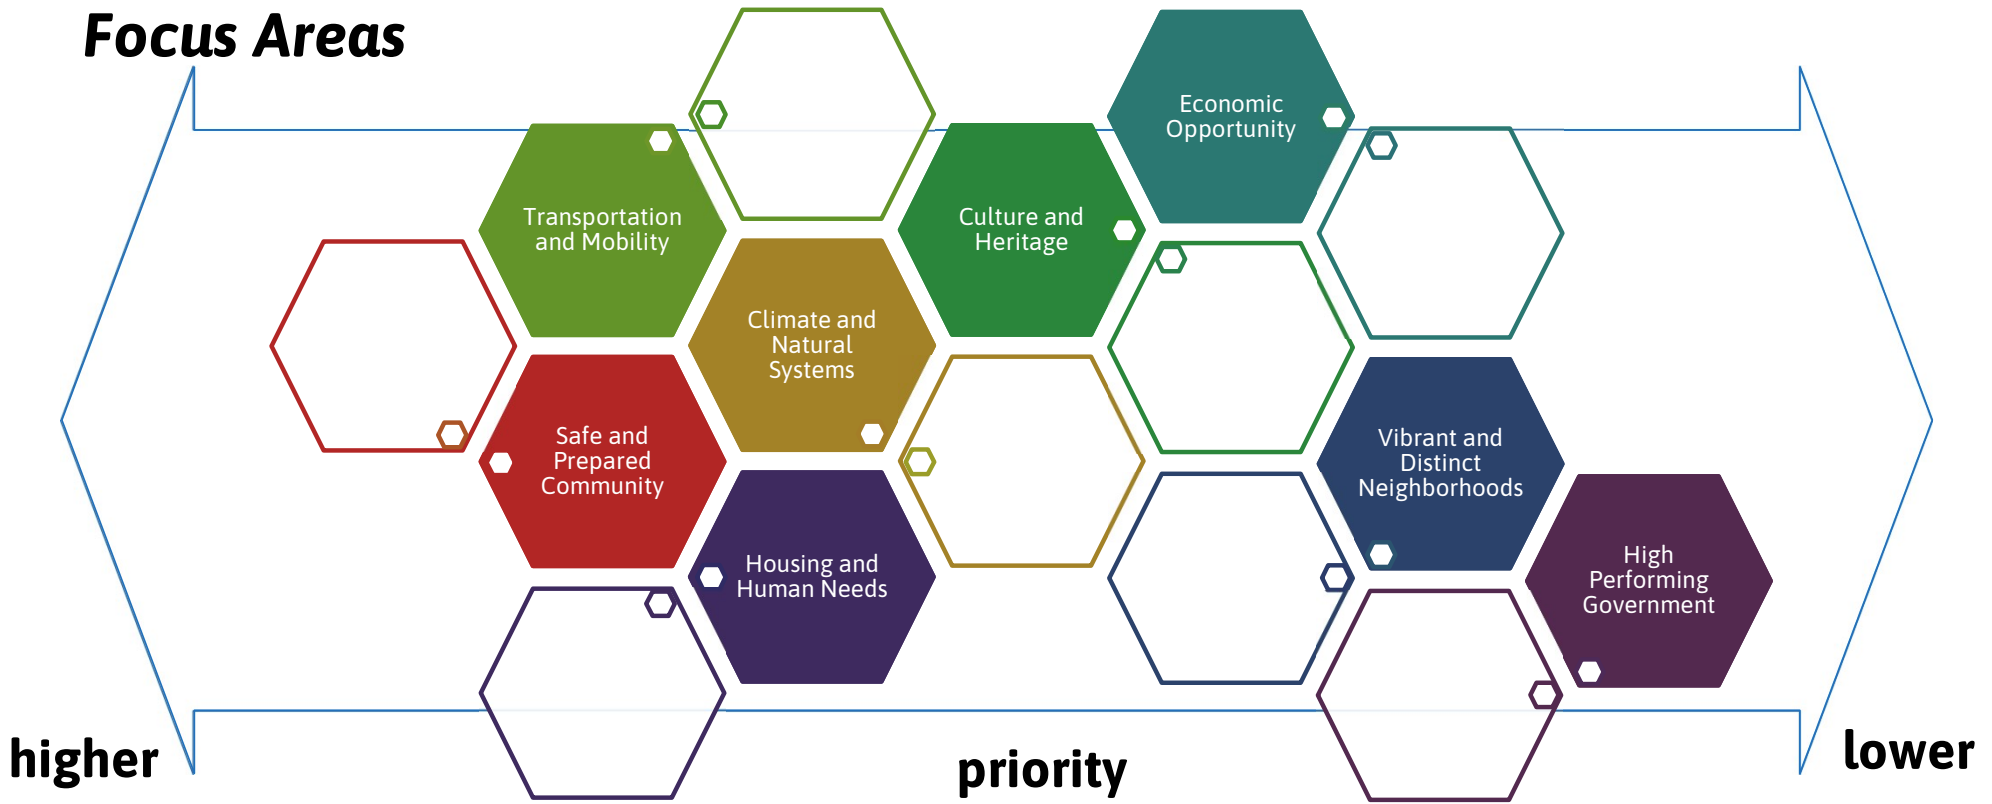 Focus Areas
Economic
Opportunity
Transportation
and Mobility
Culture and
Heritage
Climate and
Natural
Systems
Safe and
Prepared
Community
Vibrant and
Distinct
Neighborhoods
Housing and
Human Needs
High
Performing
Government
higher
priority
lower